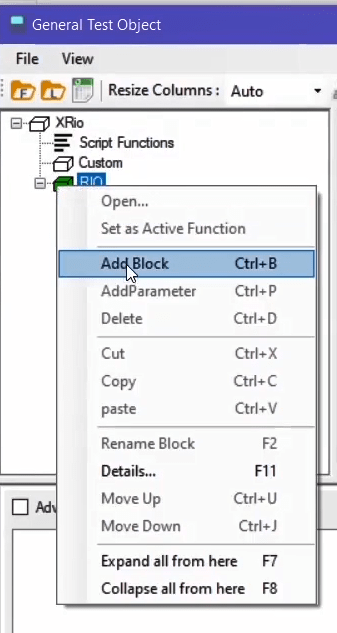 General Test Object
File View
F L Resize Columns : Auto
XRio
Script Functions
Custom
RIO
Open...
Set as Active Function
Add Block Ctrl+B
AddParameter Ctrl+P
Delete Ctrl+D
Cut Ctrl+X
Copy Ctrl+C
paste Ctrl+V
Rename Block F2
Details... F11
Move Up Ctrl+U
Adv
Move Down Ctrl+J
Expand all from here F7
Collapse all from here F8